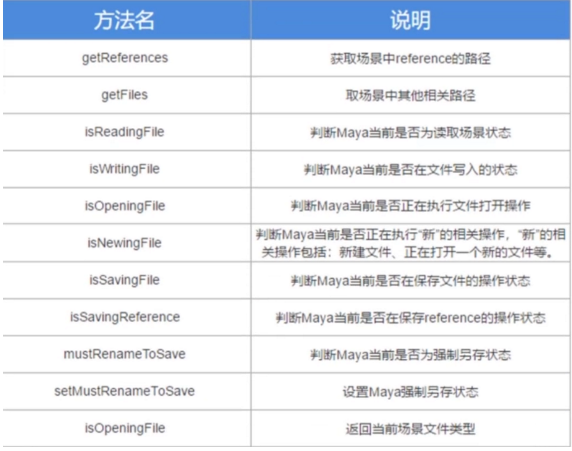 方法名 说明
getReferences 获取场景中reference的路径
getFiles 取场景中其他相关路径
isReadingFile 判断Maya当前是否为读取场景状态
isWritingFile 判断Maya当前是否在文件写入的状态
isOpeningFile 判断Maya当前是否正在执行文件打开操作
isNewingFile 判断Maya当前是否正在执行“新”的相关操作，“新”的相
关操作包括：新建文件、正在打开一个新的文件等。
isSavingFile 判断Maya当前是否在保存文件的操作状态
isSavingReference 判断Maya当前是否在保存reference的操作状态
mustRenameToSave 判断Maya当前是否为强制另存状态
setMustRenameToSave 设置Maya强制另存状态
isOpeningFile 返回当前场景文件类型